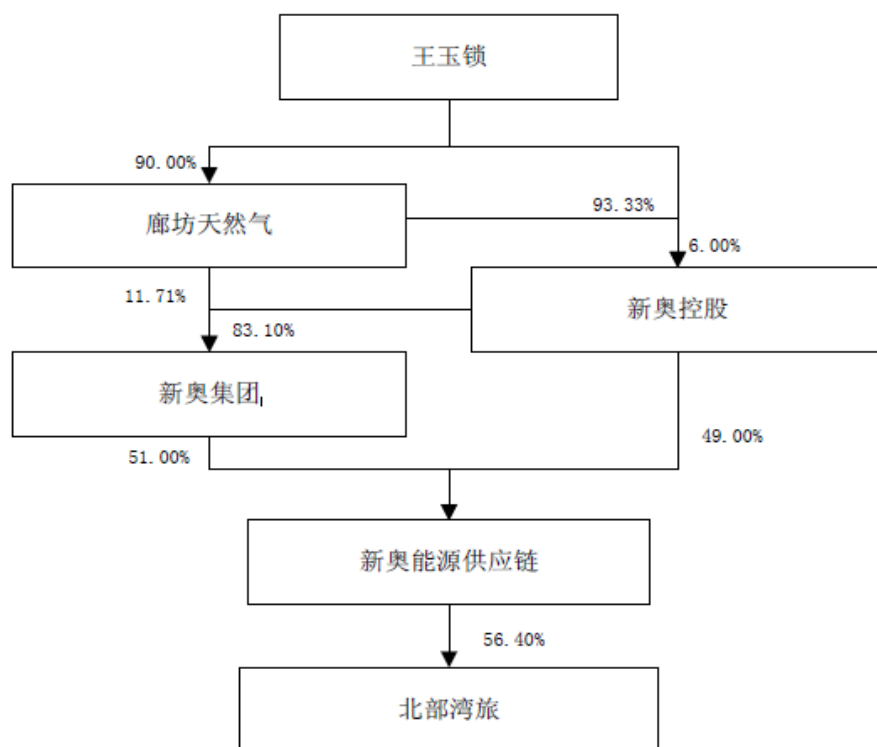 王玉锁
90.00%
廊坊天然气
93.33%
6.00%
11.71%
新奥控股
83.10%
新奥集团
49.00%
51.00%
新奥能源供应链
56.40%
北部湾旅